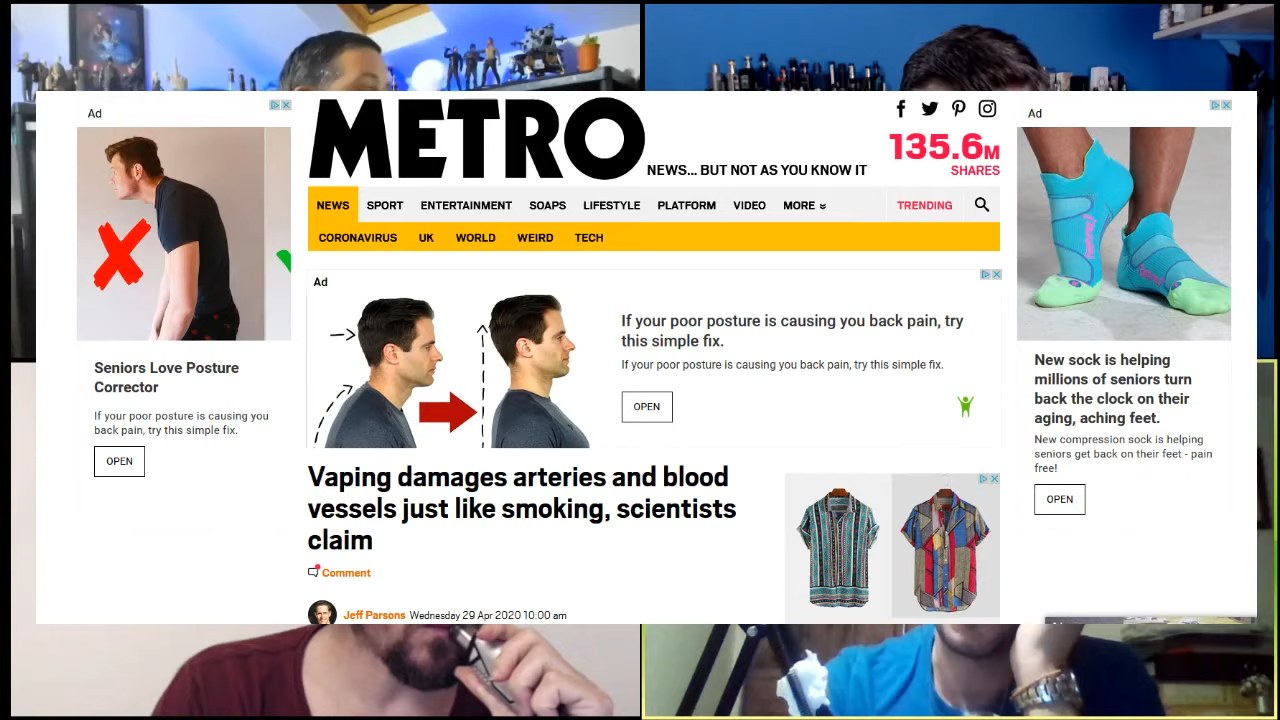 Ad
METRO
NEWS... BUT NOT AS YOU KNOW IT
135.6M
SHARES
Ad
NEWS SPORT ENTERTAINMENT SOAPS LIFESTYLE PLATFORM VIDEO MORE TRENDING
CORONAVIRUS UK WORLD WEIRD TECH
Ad
If your poor posture is causing you back pain, try
this simple fix.
If your poor posture is causing you back pain, try this simple fix.
OPEN
Seniors Love Posture
Corrector
If your poor posture is causing you
back pain, try this simple fix.
OPEN
New sock is helping
millions of seniors turn
back the clock on their
aging, aching feet.
New compression sock is helping
seniors get back on their feet - pain
free!
OPEN
Vaping damages arteries and blood
vessels just like smoking, scientists
claim
Comment
Jeff Parsons Wednesday 29 Apr 2020 10:00 am